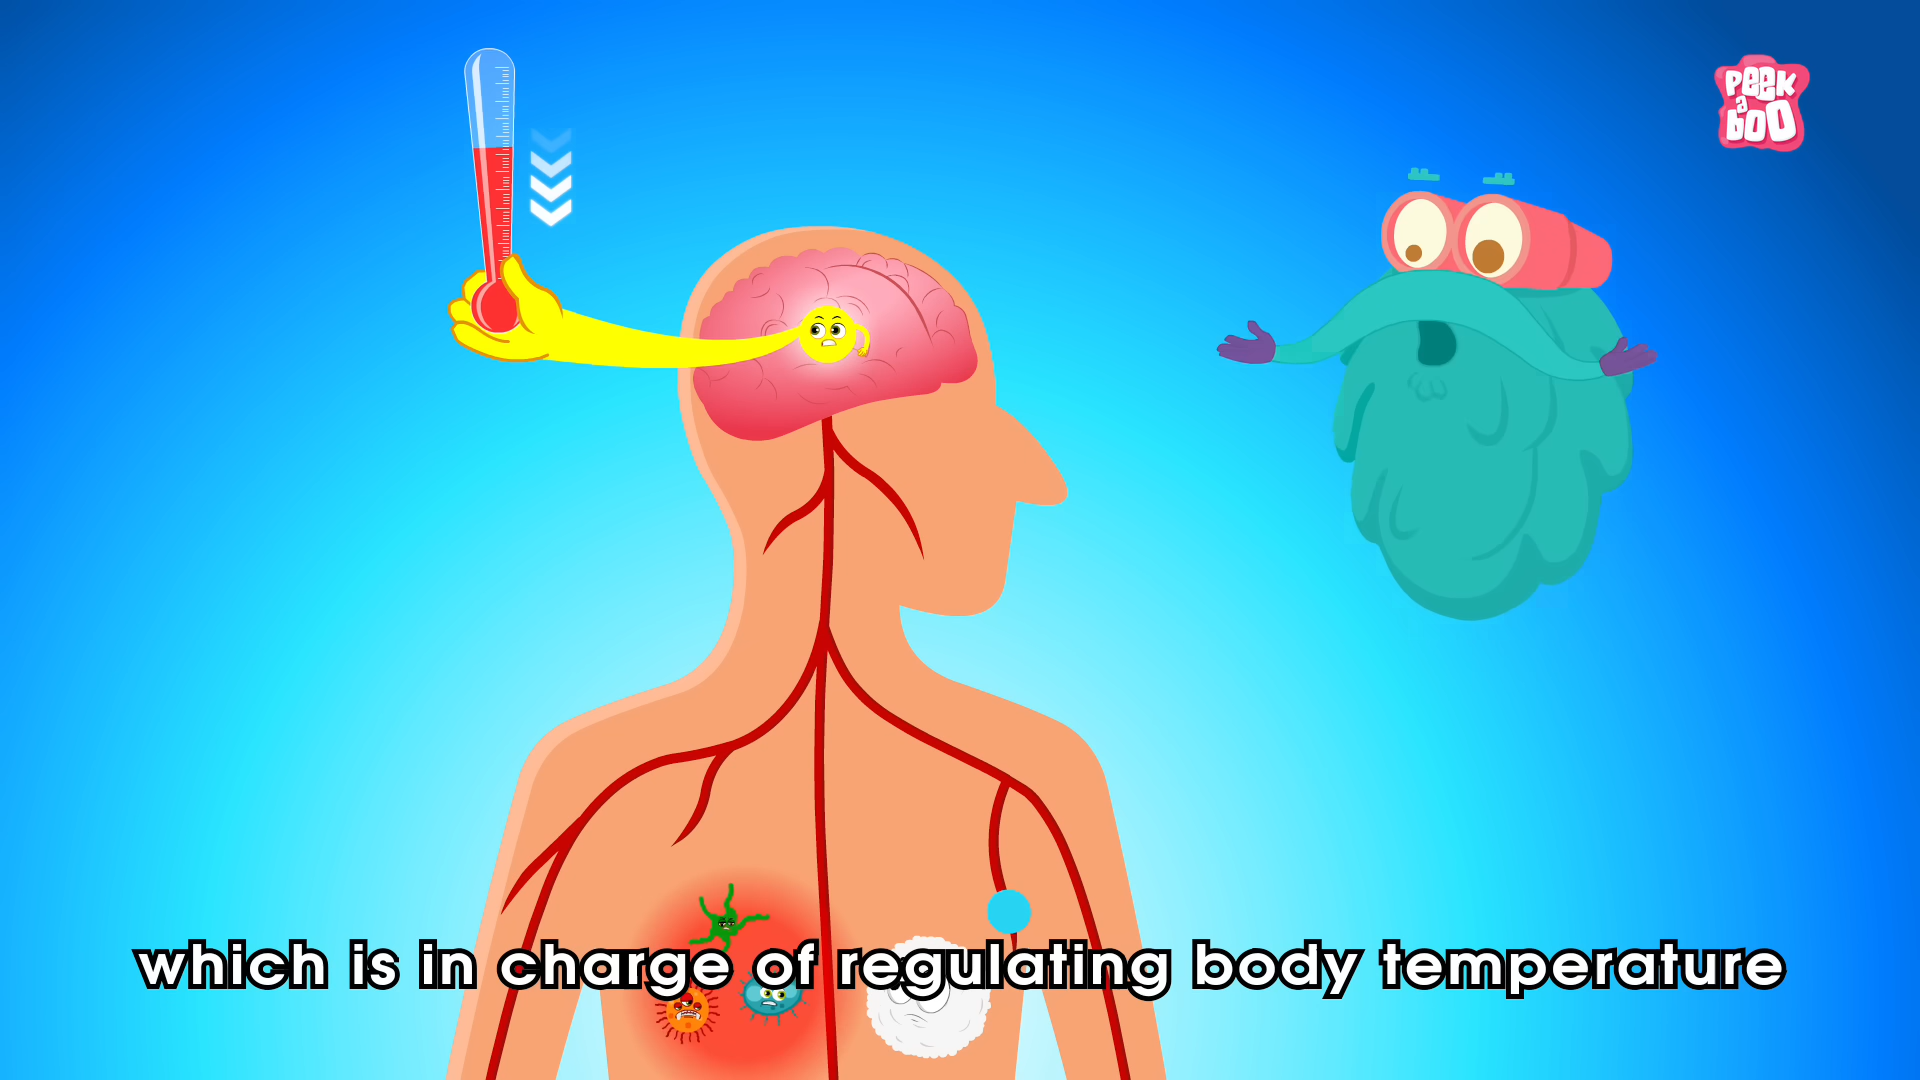 peek
a
boo
which is in charge of regulating body temperature